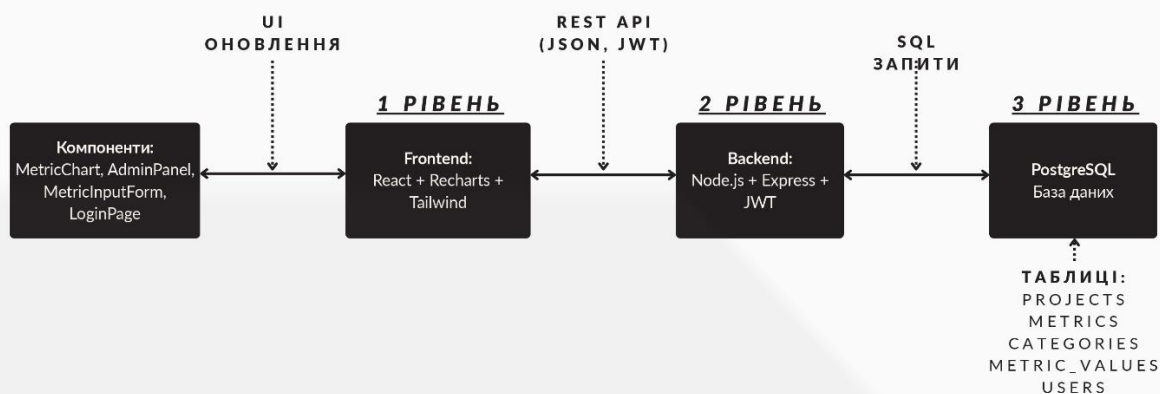 UI
ОНОВЛЕННЯ
REST API
(JSON, JWT)
SQL
ЗАПИТИ
1 РІВЕНЬ
2 РІВЕНЬ
3 РІВЕНЬ
Компоненти:
MetricChart, AdminPanel,
MetricInputForm,
LoginPage
Frontend:
React + Recharts +
Tailwind
Backend:
Node.js + Express +
JWT
PostgreSQL
База даних
ТАБЛИЦІ:
PROJECTS
METRICS
CATEGORIES
METRIC_VALUES
USERS